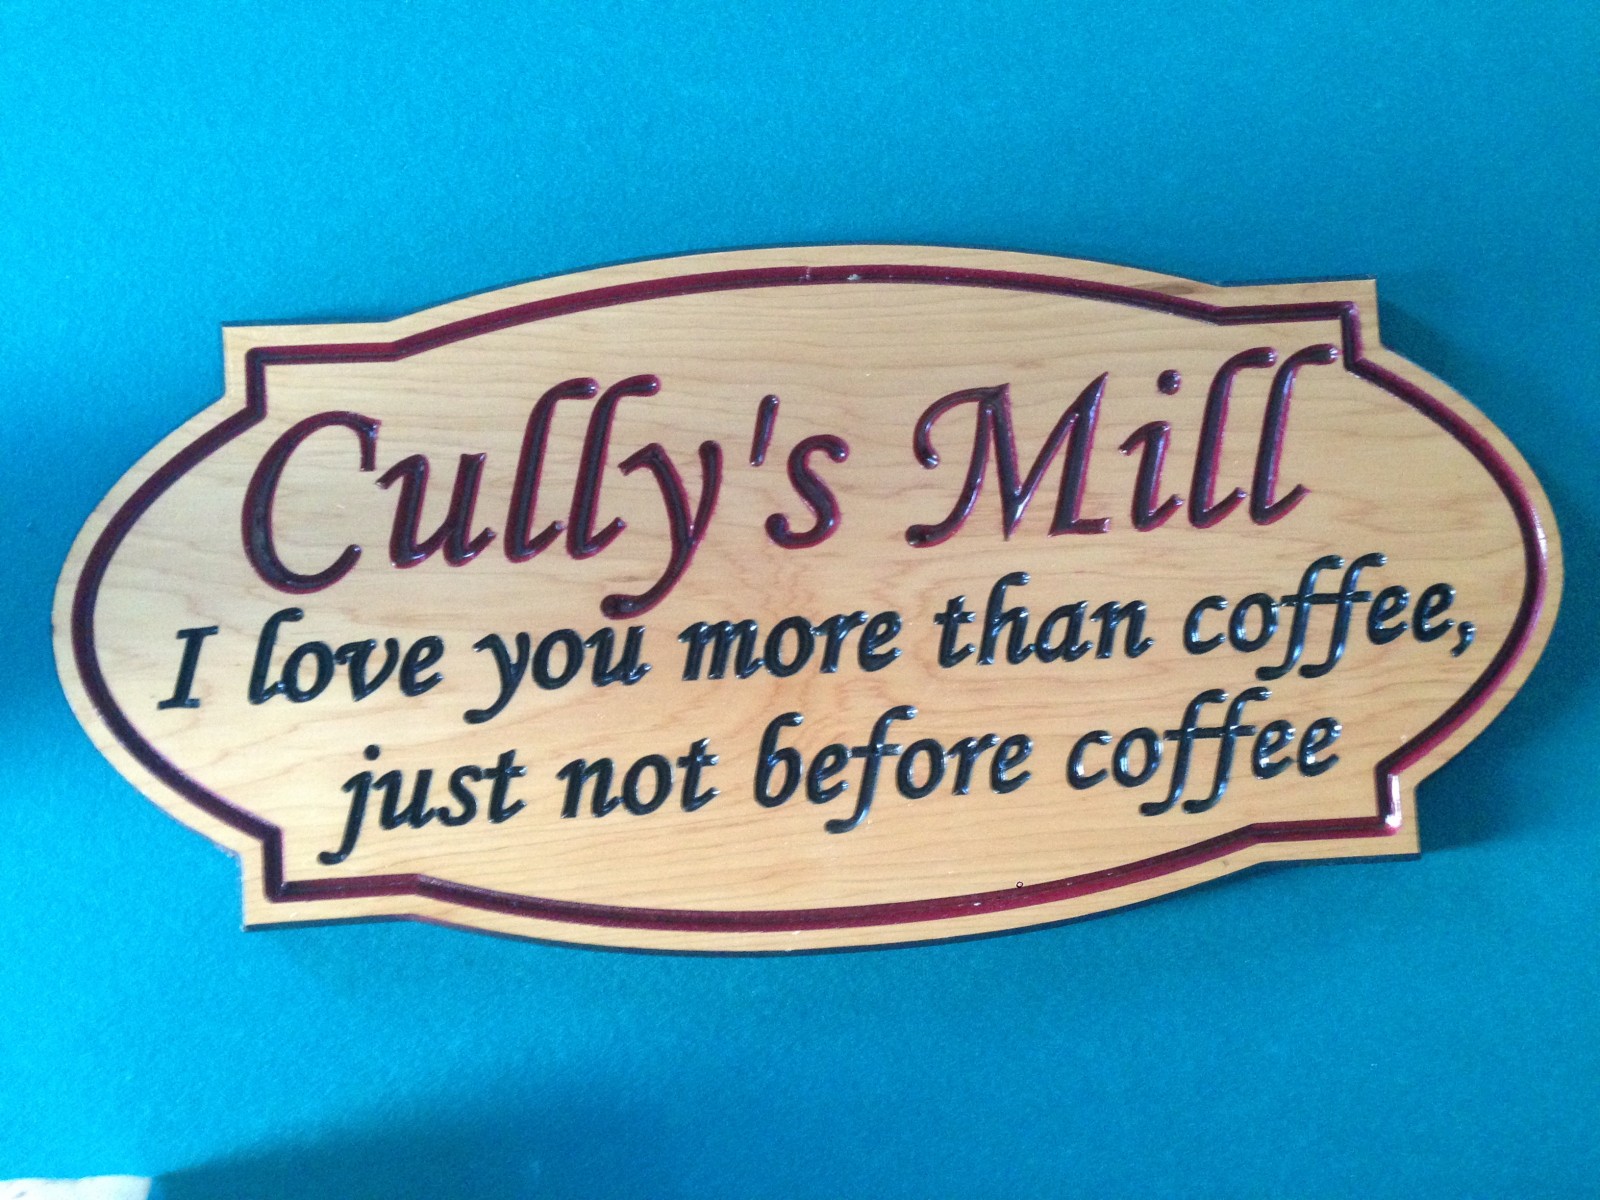 Cully's Mill
I love you more than coffee,
just not before coffee